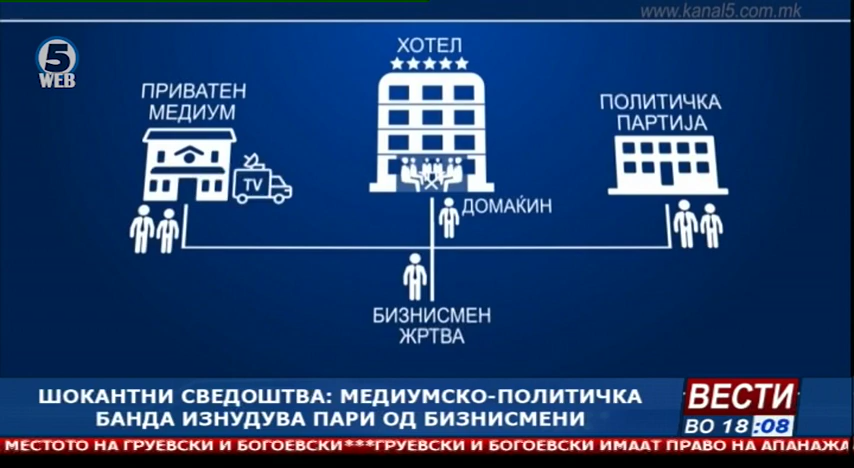 www.kanal5.com.mk
5
WEB
ХОТЕЛ
ПРИВАТЕН
МЕДИУМ
TV
ПОЛИТИЧКА
ПАРТИЈА
ДОМАЌИН
БИЗНИСМЕН
ЖРТВА
ШОКАНТНИ СВЕДОШТВА: МЕДИУМСКО-ПОЛИТИЧКА
БАНДА ИЗНУДУВА ПАРИ ОД БИЗНИСМЕНИ
ВЕСТИ
ВО 18:08
МЕСТОТО НА ГРУЕВСКИ И БОГОЕВСКИ***ГРУЕВСКИ И БОГОЕВСКИ ИМААТ ПРАВО НА АПАНАЖА